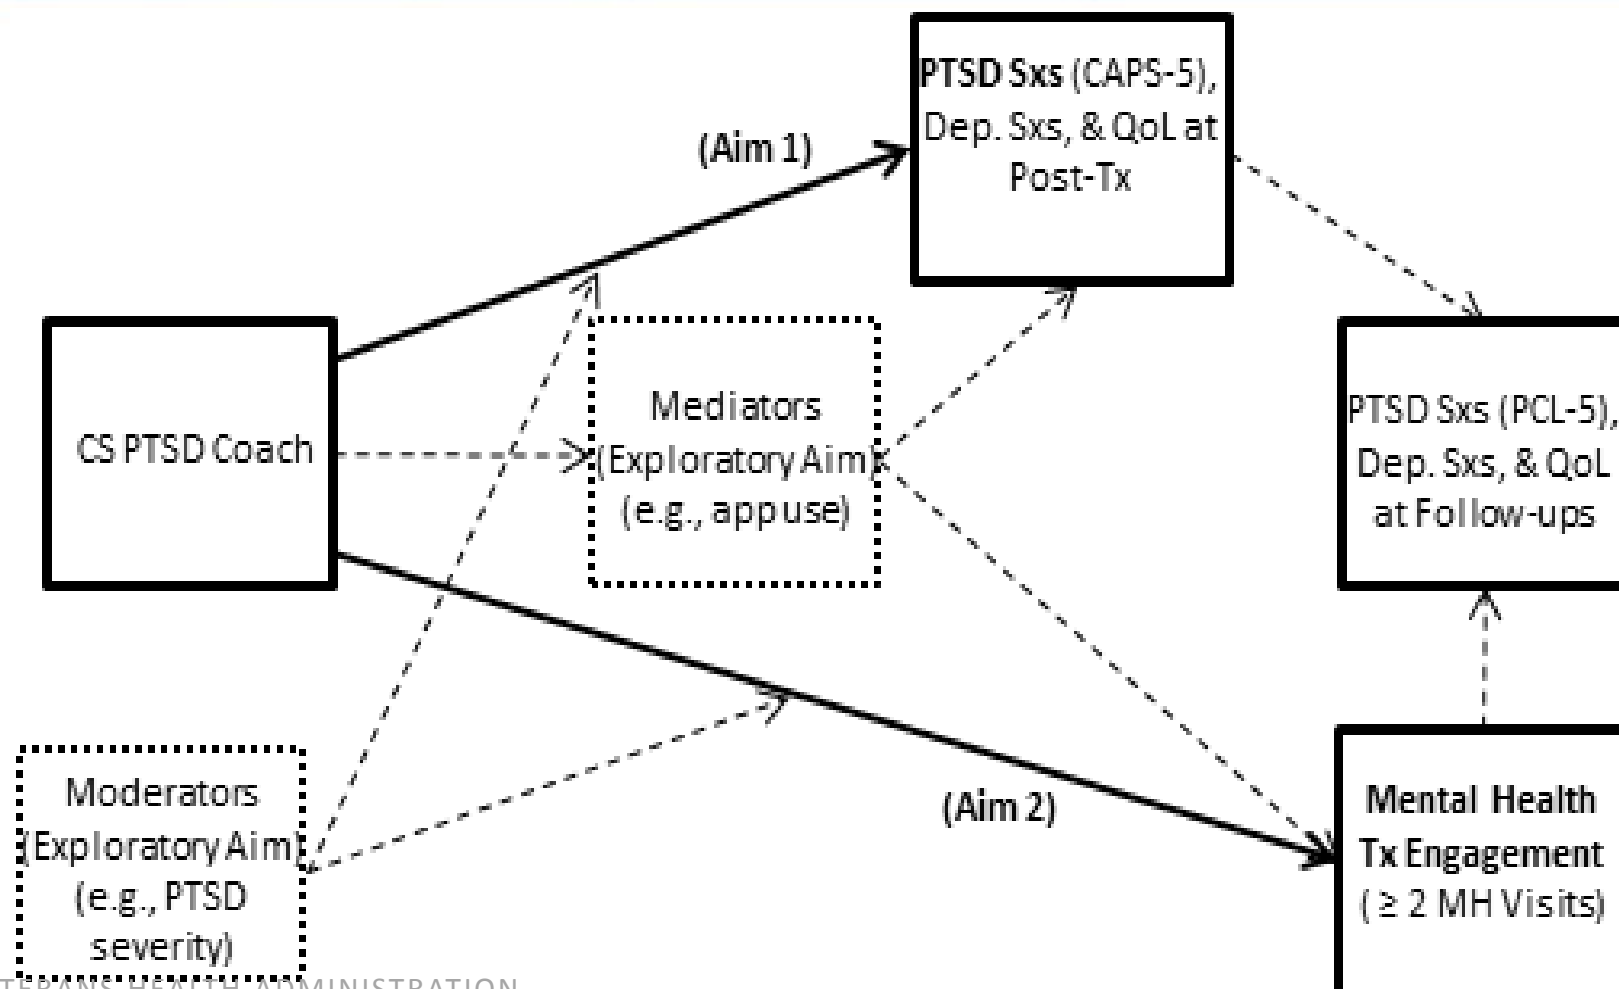 PTSD Sxs (CAPS-5),
Dep. Sxs, & QoL at
Post-Tx
(Aim 1)
CS PTSD Coach
Mediators
(Exploratory Aim)
(e.g., app use)
PTSD Sxs (PCL-5),
Dep. Sxs, & QoL
at Follow-ups
Moderators
(Exploratory Aim)
(e.g., PTSD
severity)
(Aim 2)
Mental Health
Tx Engagement
( ≥ 2 MH Visits)
HEALTH ADMINISTRATION